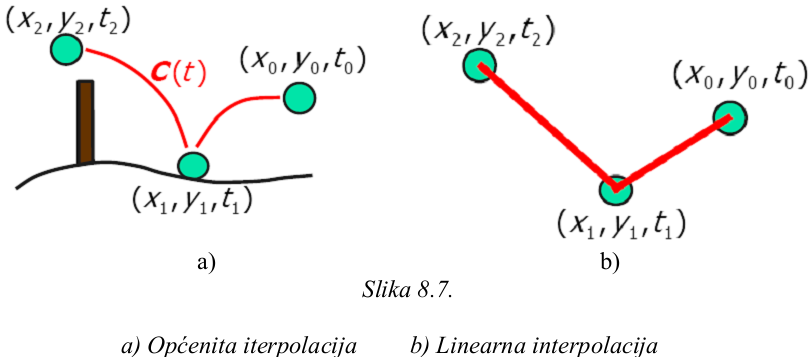 (x₂, y₂, t₂)
C(t)
(x₀, y₀, t₀)
(x₁, y₁, t₁)
a)
(x₂, y₂, t₂)
(x₀, y₀, t₀)
(x₁, y₁, t₁)
b)
Slika 8.7.
a) Općenita iterpolacija b) Linearna interpolacija